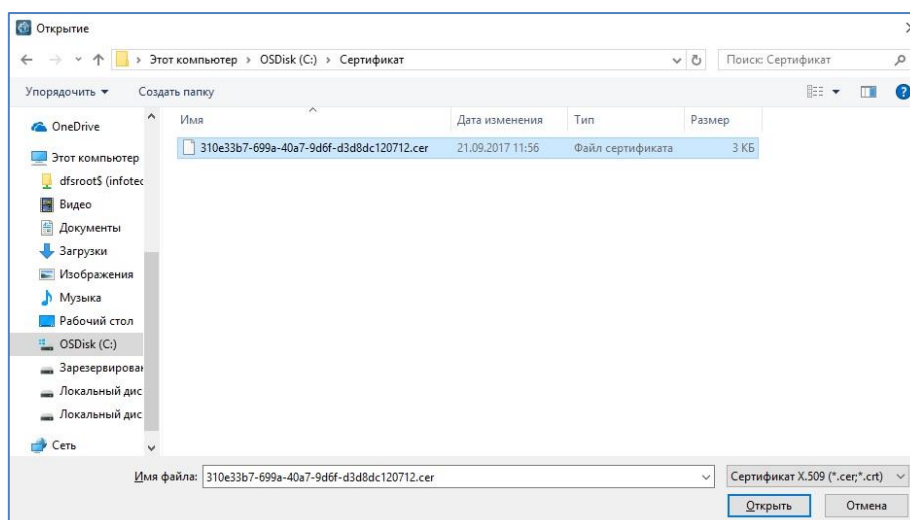 Открытие
Этот компьютер › OSDisk (C:) › Сертификат
Поиск: Сертификат
Упорядочить
Создать папку
Имя
Дата изменения
Тип
Размер
310e33b7-699a-40a7-9d6f-d3d8dc120712.cer
21.09.2017 11:56
Файл сертификата
3 КБ
OneDrive
Этот компьютер
dfsroot$ (infotec
Видео
Документы
Загрузки
Изображения
Музыка
Рабочий стол
OSDisk (C:)
Зарезервирован
Локальный дис
Локальный дис
Сеть
Имя файла:
310e33b7-699a-40a7-9d6f-d3d8dc120712.cer
Сертификат X.509 (*.cer;*.crt)
Открыть
Отмена